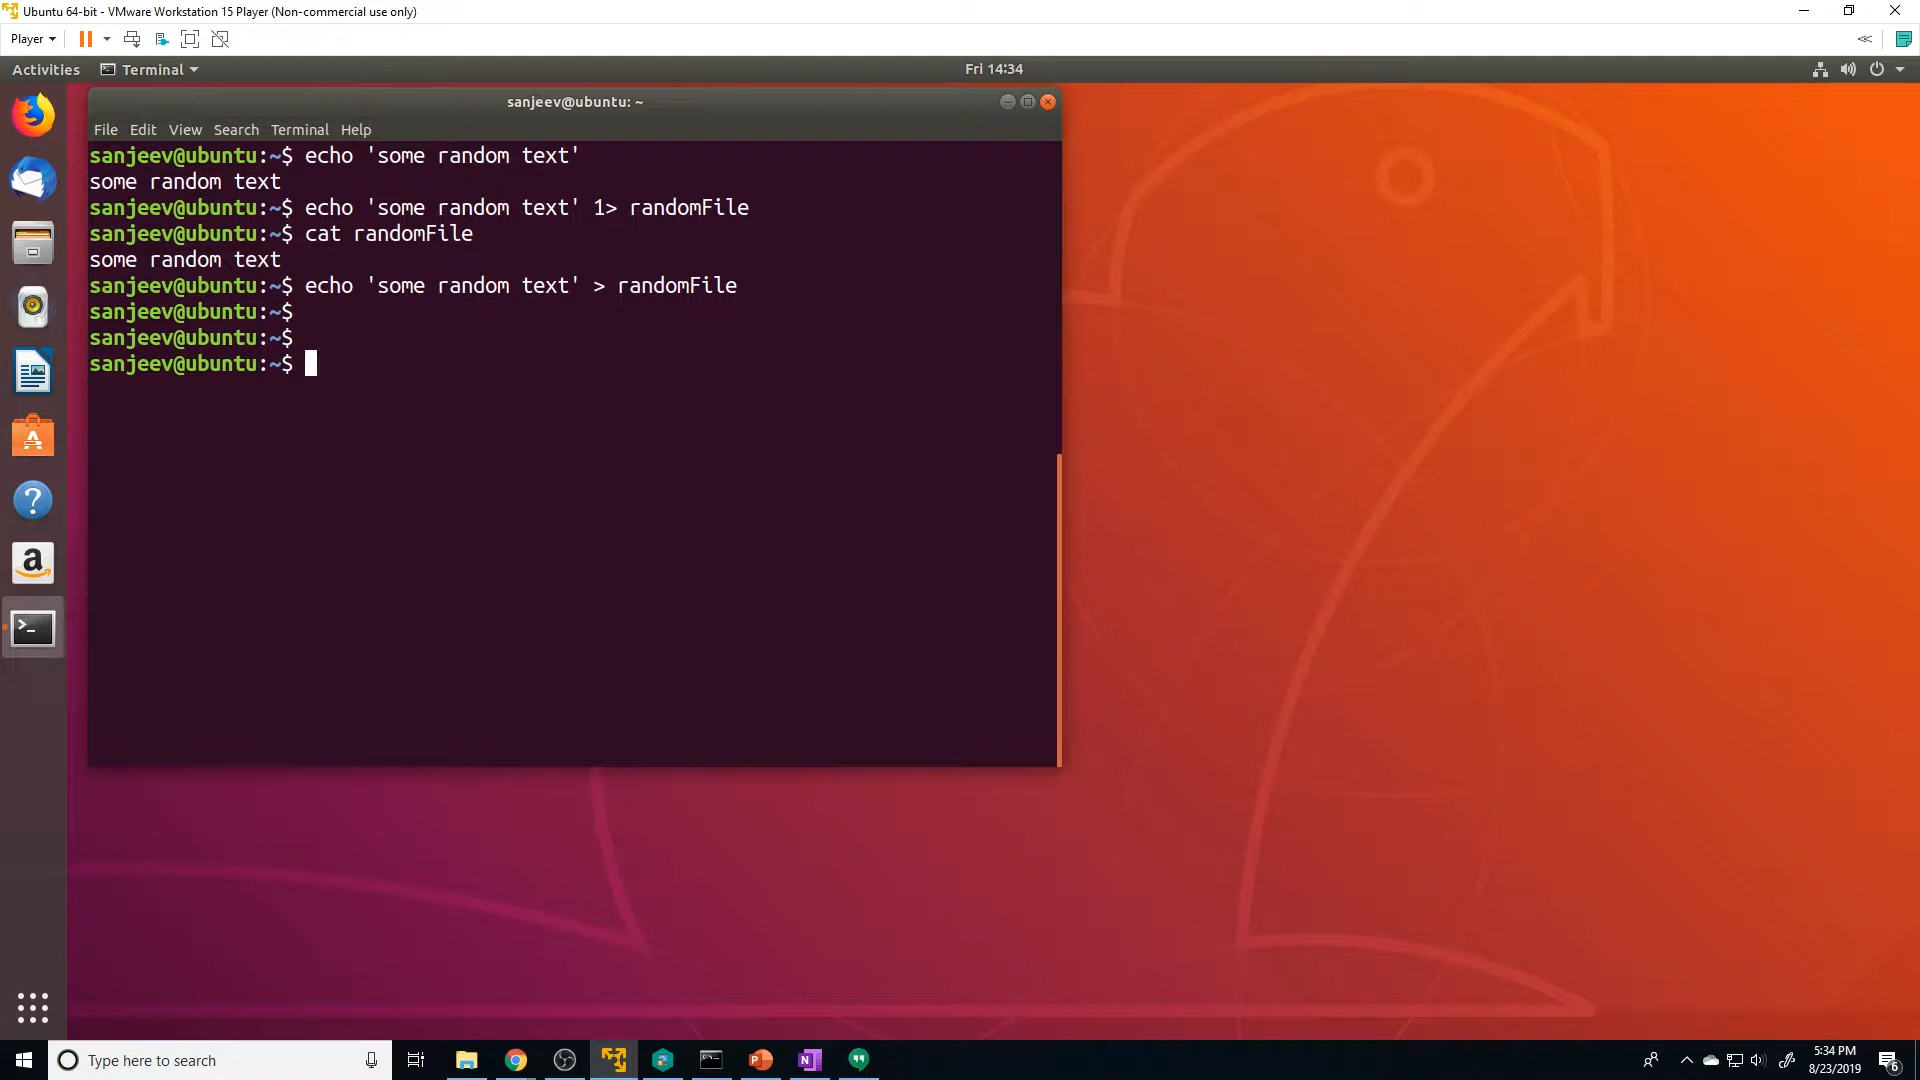 Ubuntu 64-bit - VMware Workstation 15 Player (Non-commercial use only)
Player
Activities Terminal Fri 14:34
sanjeev@ubuntu: ~
File Edit View Search Terminal Help
sanjeev@ubuntu:~$ echo 'some random text'
some random text
sanjeev@ubuntu:~$ echo 'some random text' 1> randomFile
sanjeev@ubuntu:~$ cat randomFile
some random text
sanjeev@ubuntu:~$ echo 'some random text' > randomFile
sanjeev@ubuntu:~$
sanjeev@ubuntu:~$
sanjeev@ubuntu:~$
Type here to search
5:34 PM
8/23/2019
6